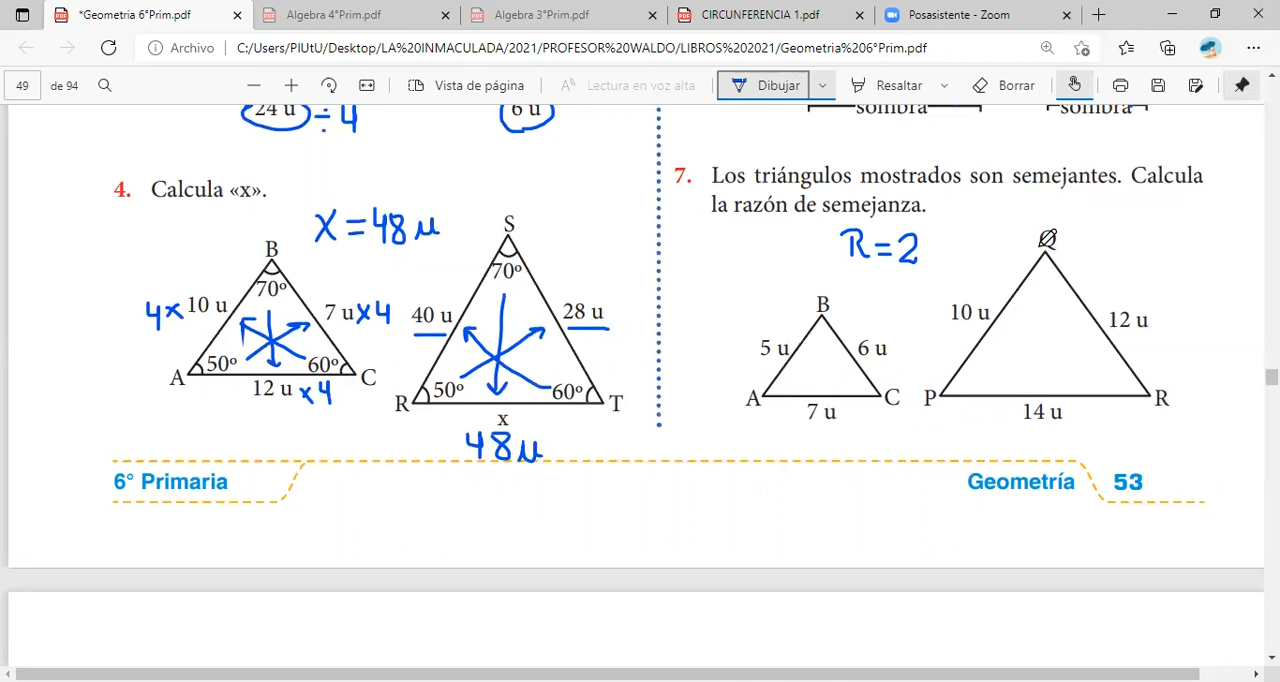 *Geometria 6°Prim.pdf
Algebra 4°Prim.pdf
Algebra 3°Prim.pdf
CIRCUNFERENCIA 1.pdf
Posasistente - Zoom
Archivo
C:/Users/PIUtU/Desktop/LA%20INMACULADA/2021/PROFESOR%20WALDO/LIBROS%202021/Geometria%206°Prim.pdf
49 de 94
Vista de página
Lectura en voz alta
Dibujar
Resaltar
Borrar
24 u ÷ 4
6 u
sombra
sombra
4. Calcula «x».
X = 48 u
B
70°
4x 10 u
7 u x4
50°
60°
A
C
12 u x4
S
70°
40 u
28 u
50°
60°
R
T
x
48 u
7. Los triángulos mostrados son semejantes. Calcula
la razón de semejanza.
R = 2
B
5 u
6 u
A
C
7 u
Q
10 u
12 u
P
R
14 u
6° Primaria
Geometría 53